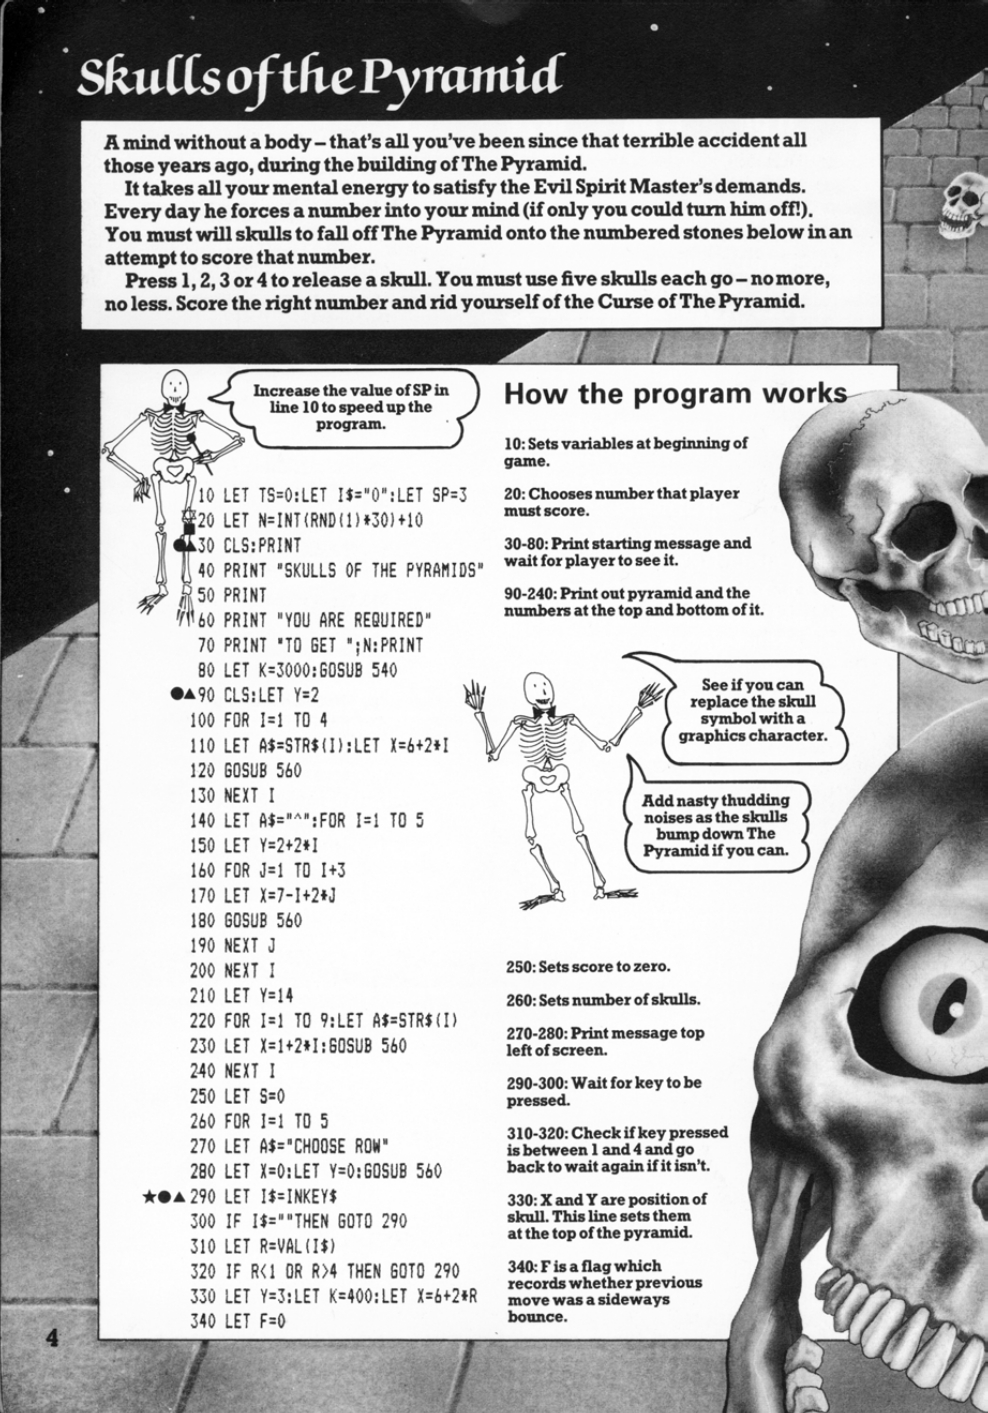 Skulls of the Pyramid
A mind without a body – that's all you've been since that terrible accident all
those years ago, during the building of The Pyramid.
It takes all your mental energy to satisfy the Evil Spirit Master's demands.
Every day he forces a number into your mind (if only you could turn him off!).
You must will skulls to fall off The Pyramid onto the numbered stones below in an
attempt to score that number.
Press 1, 2, 3 or 4 to release a skull. You must use five skulls each go – no more,
no less. Score the right number and rid yourself of the Curse of The Pyramid.
Increase the value of SP in
line 10 to speed up the
program.
10 LET TS=0:LET I$="0":LET SP=3
20 LET N=INT(RND(1)*30)+10
●▲30 CLS:PRINT
40 PRINT "SKULLS OF THE PYRAMIDS"
50 PRINT
60 PRINT "YOU ARE REQUIRED"
70 PRINT "TO GET ";N:PRINT
80 LET K=3000:GOSUB 540
●▲90 CLS:LET Y=2
100 FOR I=1 TO 4
110 LET A$=STR$(I):LET X=6+2*I
120 GOSUB 560
130 NEXT I
140 LET A$="^":FOR I=1 TO 5
150 LET Y=2+2*I
160 FOR J=1 TO I+3
170 LET X=7-I+2*J
180 GOSUB 560
190 NEXT J
200 NEXT I
210 LET Y=14
220 FOR I=1 TO 9:LET A$=STR$(I)
230 LET X=1+2*I:GOSUB 560
240 NEXT I
250 LET S=0
260 FOR I=1 TO 5
270 LET A$="CHOOSE ROW"
280 LET X=0:LET Y=0:GOSUB 560
★●▲290 LET I$=INKEY$
300 IF I$=""THEN GOTO 290
310 LET R=VAL(I$)
320 IF R<1 OR R>4 THEN GOTO 290
330 LET Y=3:LET K=400:LET X=6+2*R
340 LET F=0
How the program works
10: Sets variables at beginning of
game.
20: Chooses number that player
must score.
30-80: Print starting message and
wait for player to see it.
90-240: Print out pyramid and the
numbers at the top and bottom of it.
See if you can
replace the skull
symbol with a
graphics character.
Add nasty thudding
noises as the skulls
bump down The
Pyramid if you can.
250: Sets score to zero.
260: Sets number of skulls.
270-280: Print message top
left of screen.
290-300: Wait for key to be
pressed.
310-320: Check if key pressed
is between 1 and 4 and go
back to wait again if it isn't.
330: X and Y are position of
skull. This line sets them
at the top of the pyramid.
340: F is a flag which
records whether previous
move was a sideways
bounce.
4